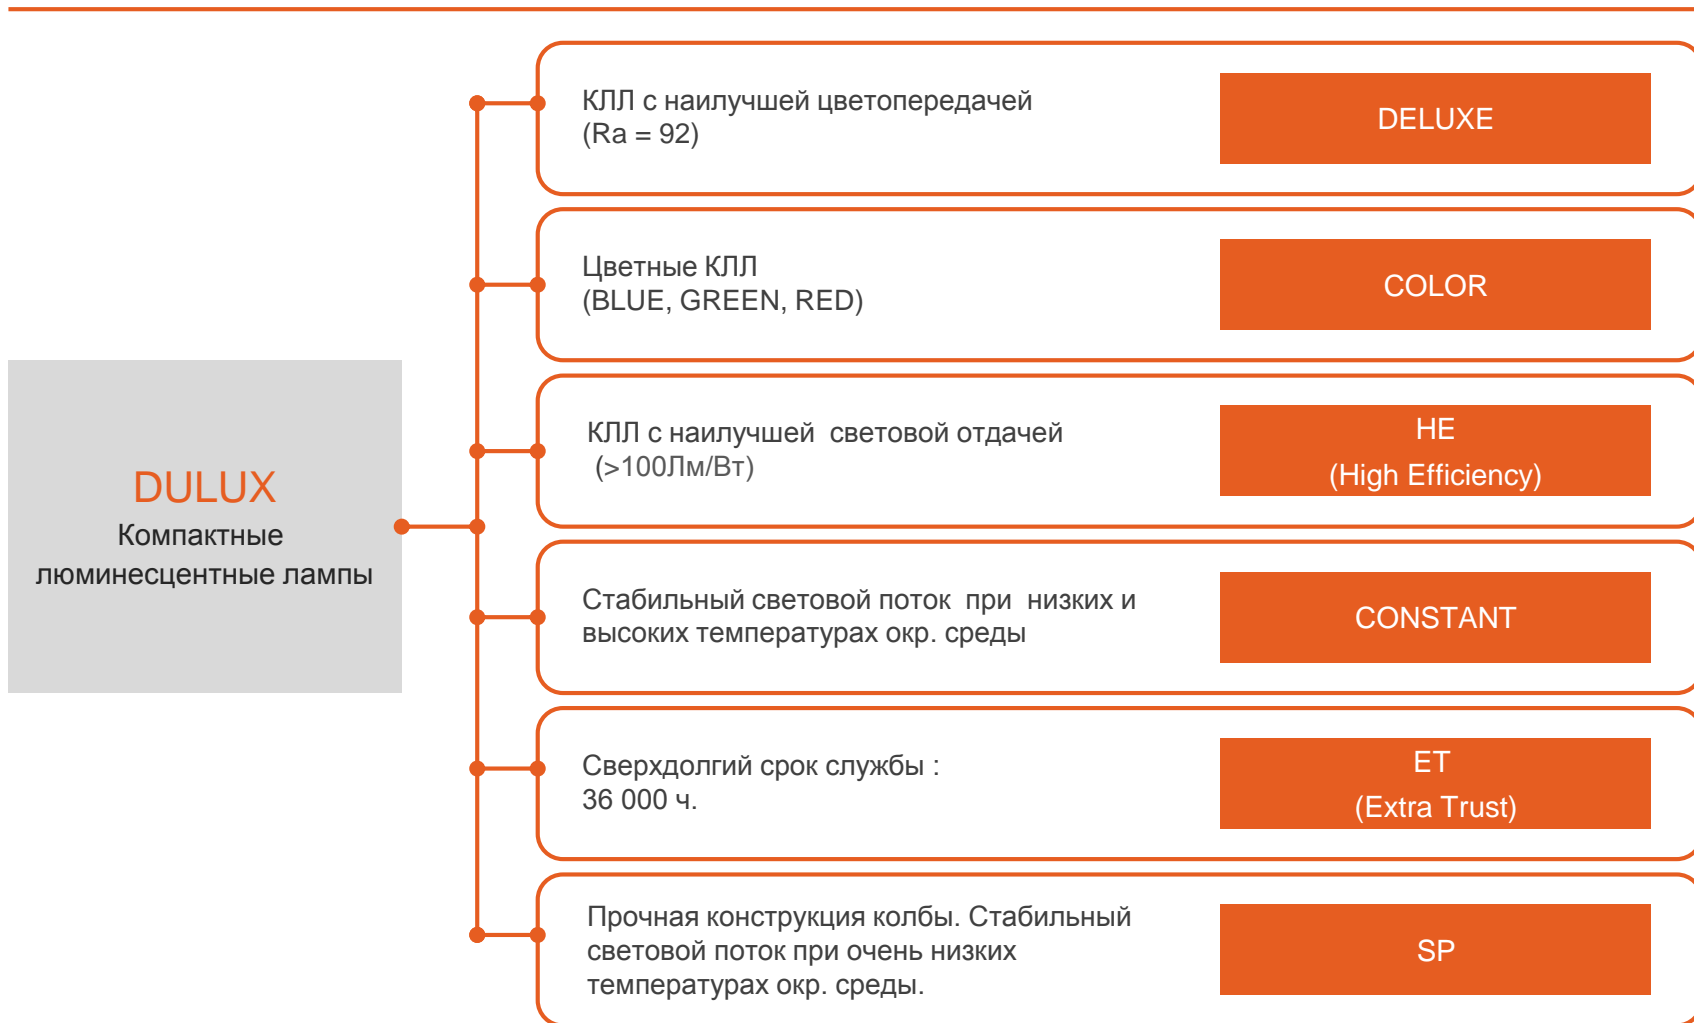 DULUX
Компактные
люминесцентные лампы
КЛЛ с наилучшей цветопередачей
(Ra = 92)
DELUXE
Цветные КЛЛ
(BLUE, GREEN, RED)
COLOR
КЛЛ с наилучшей световой отдачей
(>100Лм/Вт)
HE
(High Efficiency)
Стабильный световой поток при низких и
высоких температурах окр. среды
CONSTANT
Сверхдолгий срок службы :
36 000 ч.
ET
(Extra Trust)
Прочная конструкция колбы. Стабильный
световой поток при очень низких
температурах окр. среды.
SP